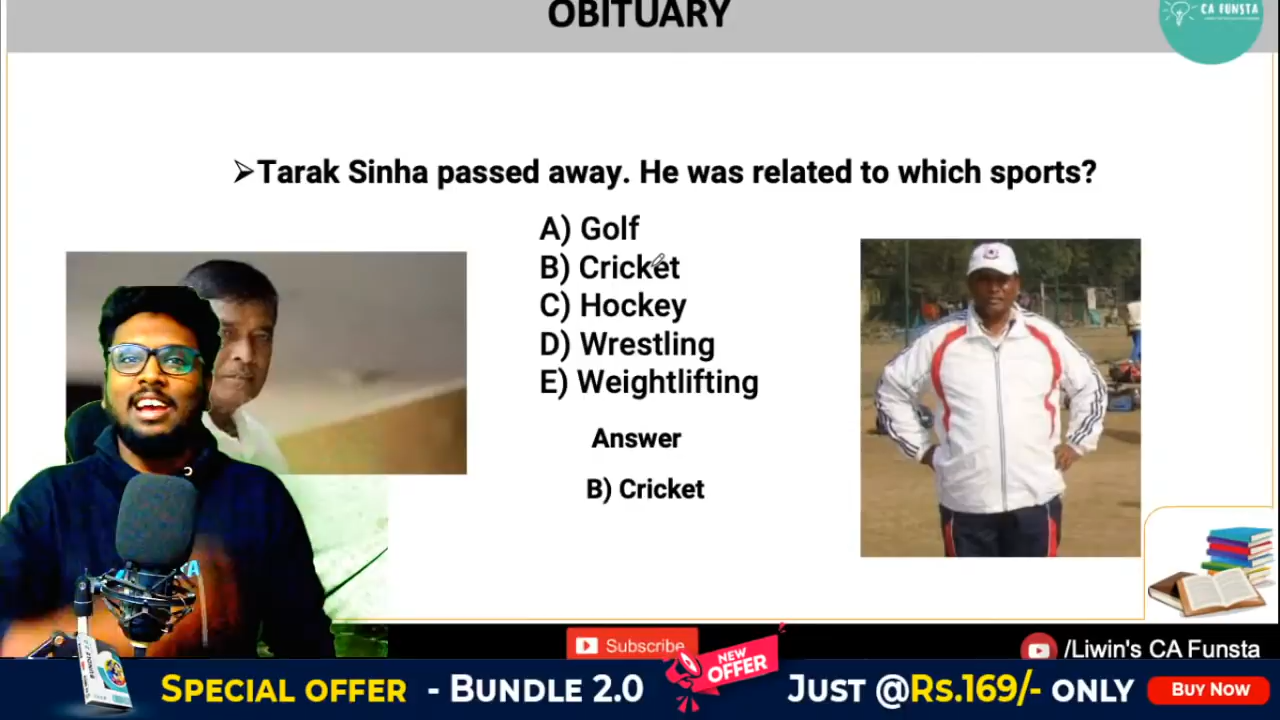 OBITUARY
CA FUNSTA
➢Tarak Sinha passed away. He was related to which sports?
A) Golf
B) Cricket
C) Hockey
D) Wrestling
E) Weightlifting
Answer
B) Cricket
Subscribe
/Liwin's CA Funsta
SPECIAL OFFER - BUNDLE 2.0
NEW
OFFER
JUST @Rs.169/- ONLY
BUY NOW